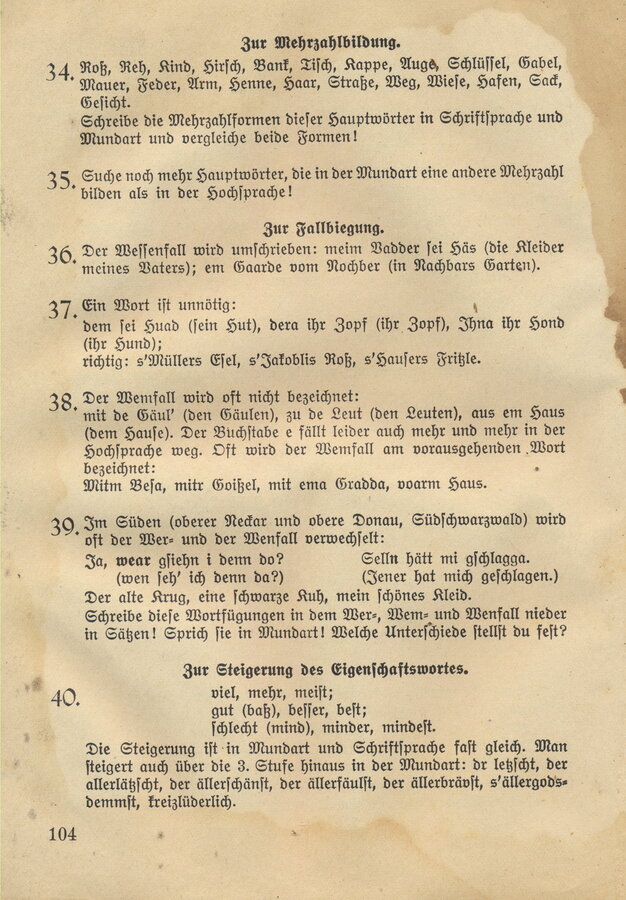 Zur Mehrzahlbildung.
34. Roß, Reh, Kind, Hirsch, Bank, Tisch, Kappe, Auge, Schlüssel, Gabel,
Mauer, Feder, Arm, Henne, Haar, Straße, Weg, Wiese, Hafen, Sack,
Gesicht.
Schreibe die Mehrzahlformen dieser Hauptwörter in Schriftsprache und
Mundart und vergleiche beide Formen!
35. Suche noch mehr Hauptwörter, die in der Mundart eine andere Mehrzahl
bilden als in der Hochsprache!
Zur Fallbiegung.
36. Der Wessenfall wird umschrieben: meim Vadder sei Häs (die Kleider
meines Vaters); em Gaarde vom Nochber (in Nachbars Garten).
37. Ein Wort ist unnötig:
dem sei Huad (sein Hut), dera ihr Zopf (ihr Zopf), Ihna ihr Hond
(ihr Hund);
richtig: s'Müllers Esel, s'Jakoblis Roß, s'Hausers Fritzle.
38. Der Wemfall wird oft nicht bezeichnet:
mit de Gäul' (den Gäulen), zu de Leut (den Leuten), aus em Haus
(dem Hause). Der Buchstabe e fällt leider auch mehr und mehr in der
Hochsprache weg. Oft wird der Wemfall am vorausgehenden Wort
bezeichnet:
Mitm Besa, mitr Goißel, mit ema Gradda, voarm Haus.
39. Im Süden (oberer Neckar und obere Donau, Südschwarzwald) wird
oft der Wer- und der Wenfall verwechselt:
Ja, wear gsiehn i denn do? Selln hätt mi gschlagga.
(wen seh' ich denn da?) (Jener hat mich geschlagen.)
Der alte Krug, eine schwarze Kuh, mein schönes Kleid.
Schreibe diese Wortfügungen in dem Wer-, Wem- und Wenfall nieder
in Sätzen! Sprich sie in Mundart! Welche Unterschiede stellst du fest?
Zur Steigerung des Eigenschaftswortes.
40. viel, mehr, meist;
gut (baß), besser, best;
schlecht (mind), minder, mindest.
Die Steigerung ist in Mundart und Schriftsprache fast gleich. Man
steigert auch über die 3. Stufe hinaus in der Mundart: dr letzscht, der
allerlätzscht, der ällerschänst, der ällerfäulst, der ällerbrävst, s'ällergods-
demmst, kreizlüderlich.
104